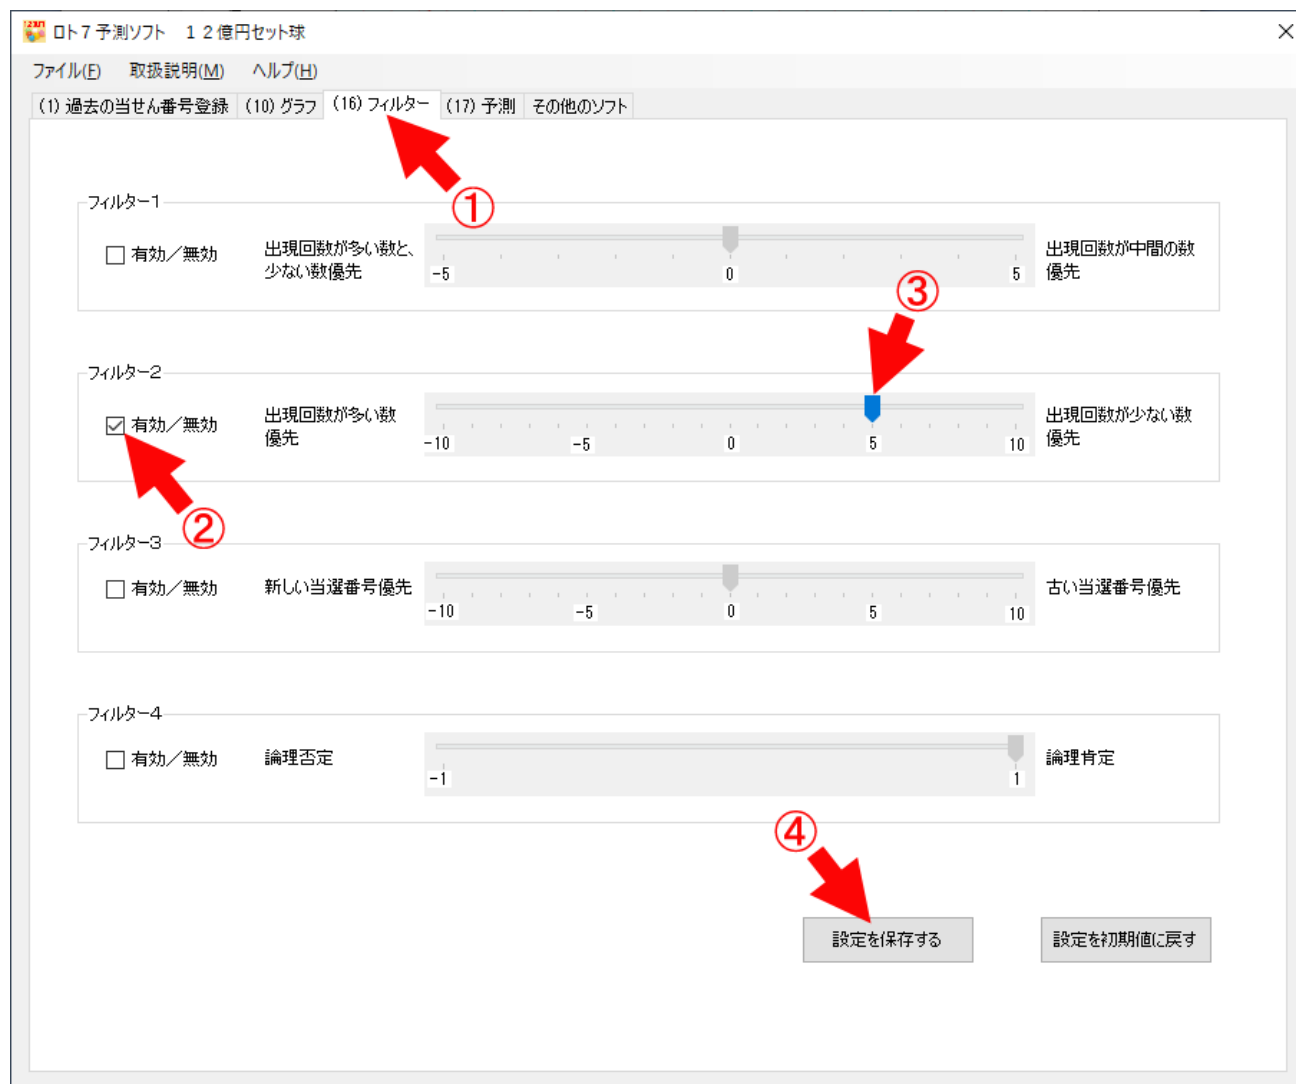 ロト7予測ソフト　12億円セット球
ファイル(F) 取扱説明(M) ヘルプ(H)
(1) 過去の当せん番号登録 (10) グラフ (16) フィルター (17) 予測 その他のソフト
①
フィルター1
有効／無効
出現回数が多い数と、
少ない数優先
-5 0 5
出現回数が中間の数
優先
③
フィルター2
有効／無効
出現回数が多い数
優先
-10 -5 0 5 10
出現回数が少ない数
優先
②
フィルター3
有効／無効
新しい当選番号優先
-10 -5 0 5 10
古い当選番号優先
フィルター4
有効／無効
論理否定
-1 1
論理肯定
④
設定を保存する 設定を初期値に戻す